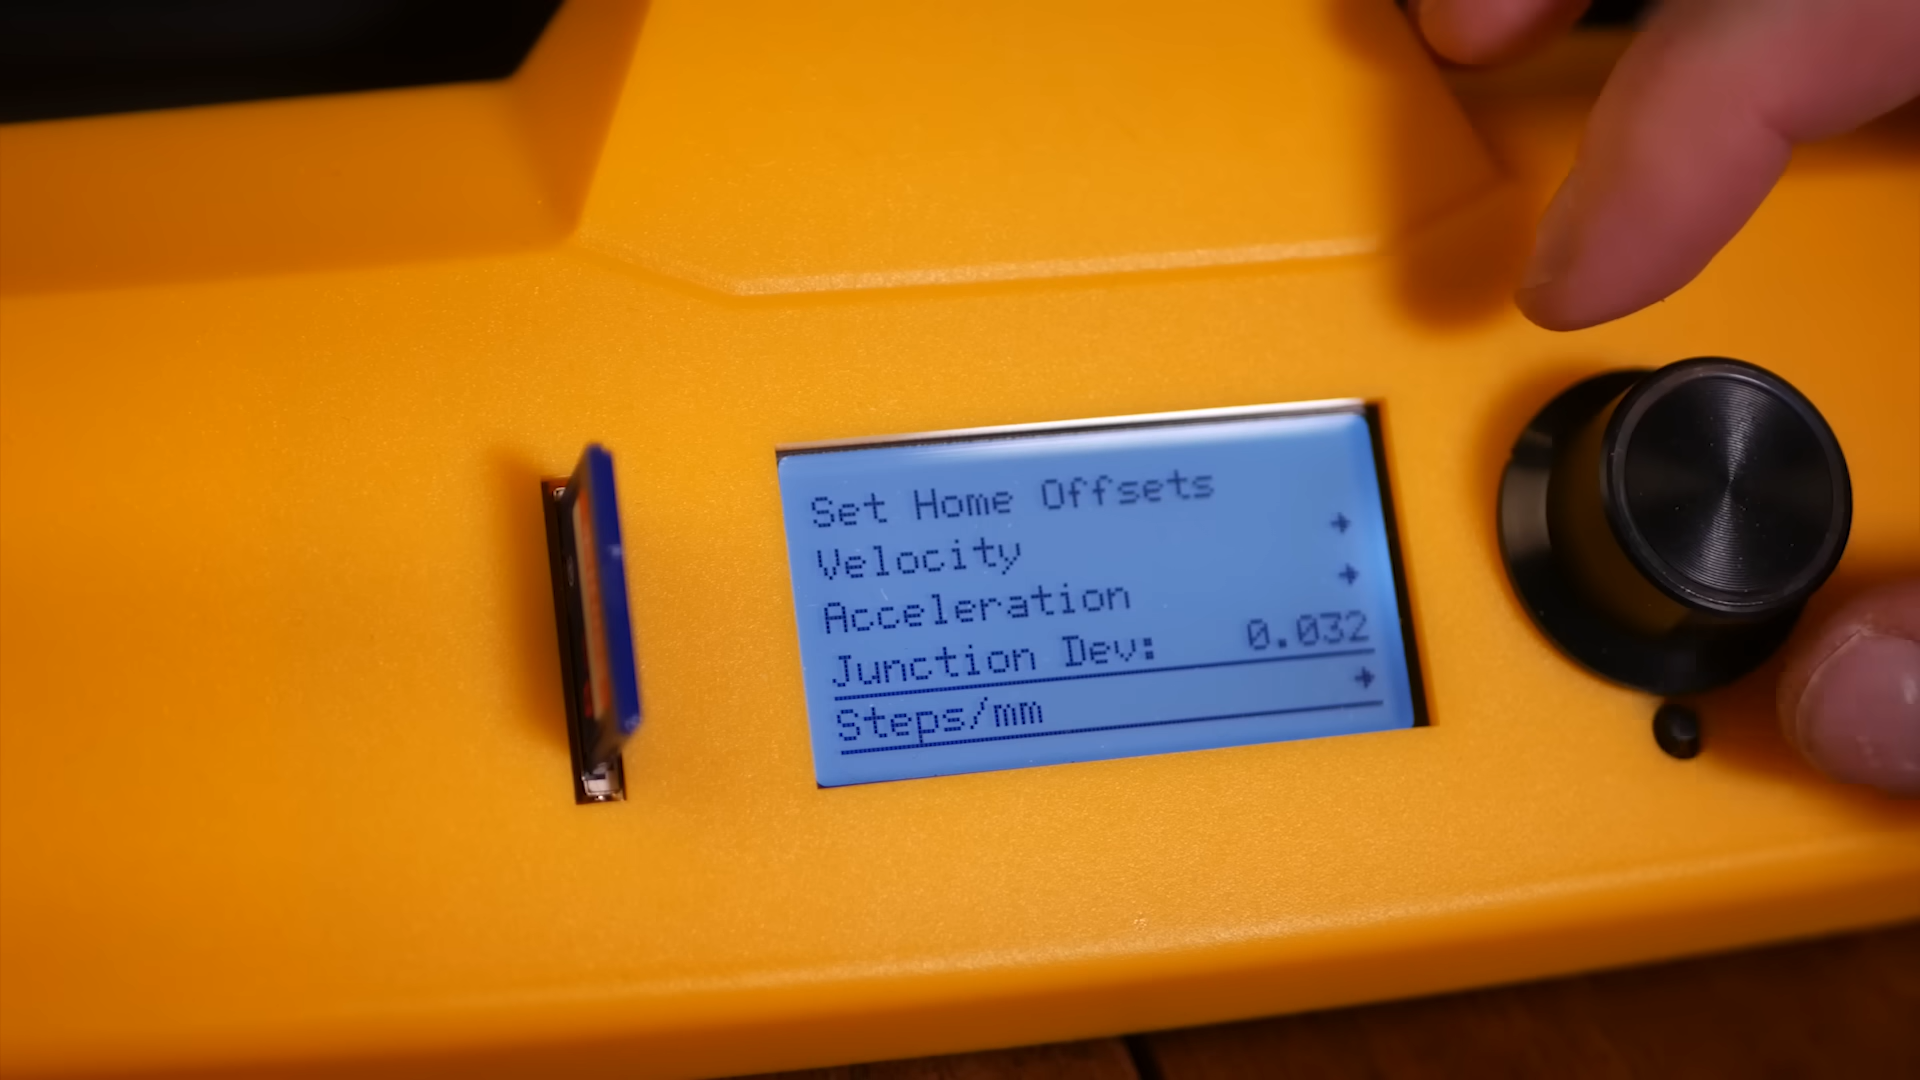 Set Home Offsets
Velocity →
Acceleration →
Junction Dev: 0.032
Steps/mm →